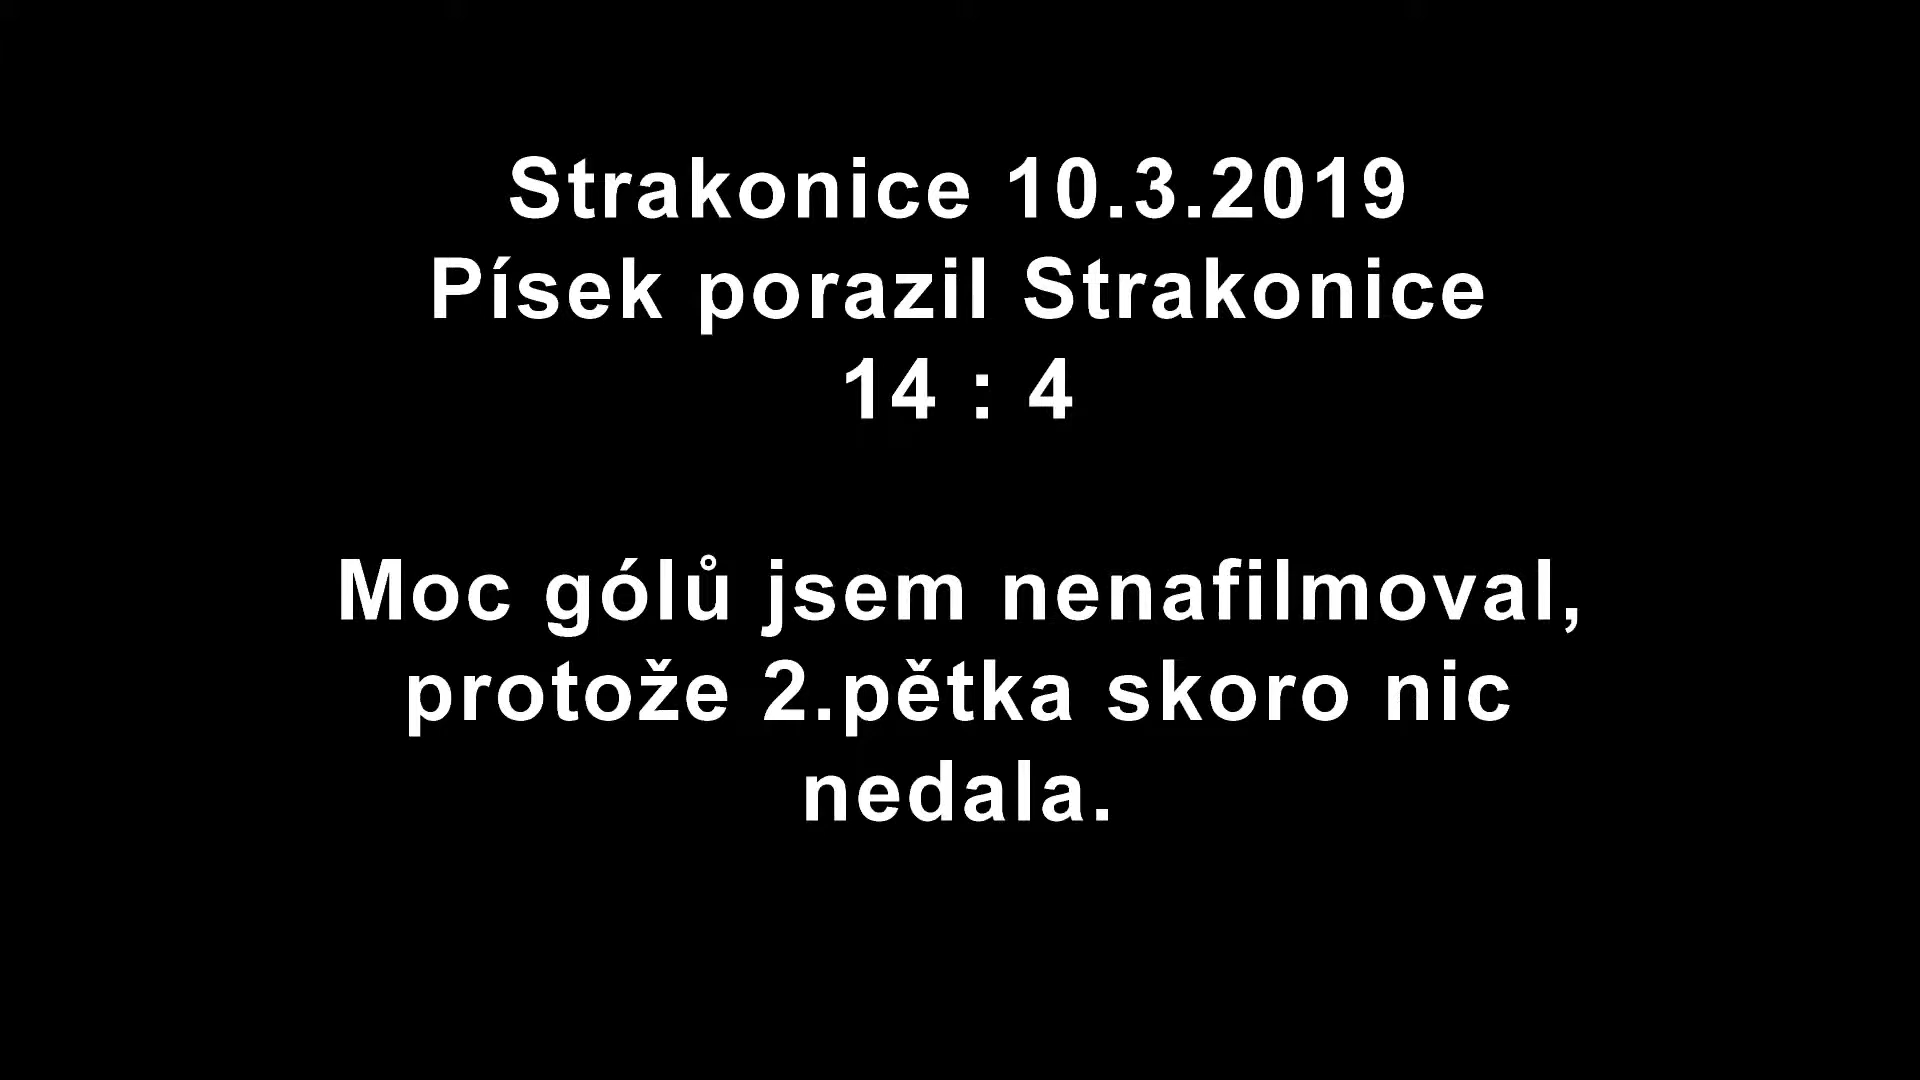 Strakonice 10.3.2019
Písek porazil Strakonice
14 : 4
Moc gólů jsem nenafilmoval,
protože 2.pětka skoro nic
nedala.